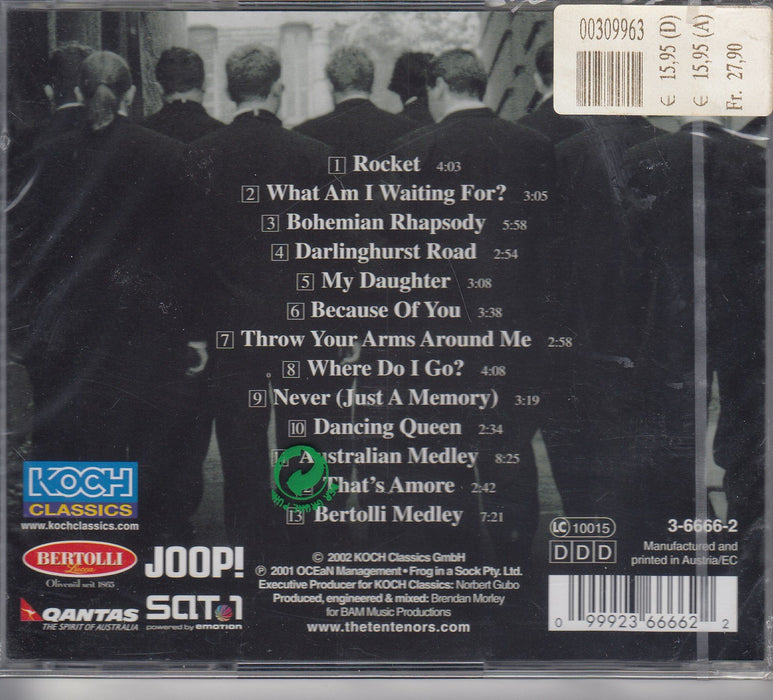 00309963
€ 15,95 (D)
€ 15,95 (A)
Fr. 27,90
1 Rocket 4:03
2 What Am I Waiting For? 3:05
3 Bohemian Rhapsody 5:58
4 Darlinghurst Road 2:54
5 My Daughter 3:08
6 Because Of You 3:38
7 Throw Your Arms Around Me 2:58
8 Where Do I Go? 4:08
9 Never (Just A Memory) 3:19
10 Dancing Queen 2:34
Australian Medley 8:25
2 That's Amore 2:42
13 Bertolli Medley 7:21
KOCH
CLASSICS
www.kochclassics.com
BERTOLLI
Lucca
Olivenöl seit 1865
JOOP!
QANTAS
THE SPIRIT OF AUSTRALIA
SAT.1
powered by EMOTION
© 2002 KOCH Classics GmbH
℗ 2001 OCEaN Management • Frog in a Sock Pty. Ltd.
Executive Producer for KOCH Classics: Norbert Gubo
Produced, engineered & mixed: Brendan Morley
for BAM Music Productions
www.thetentenors.com
LC 10015
DDD
3-6666-2
Manufactured and
printed in Austria/EC
0 99923 66662 2